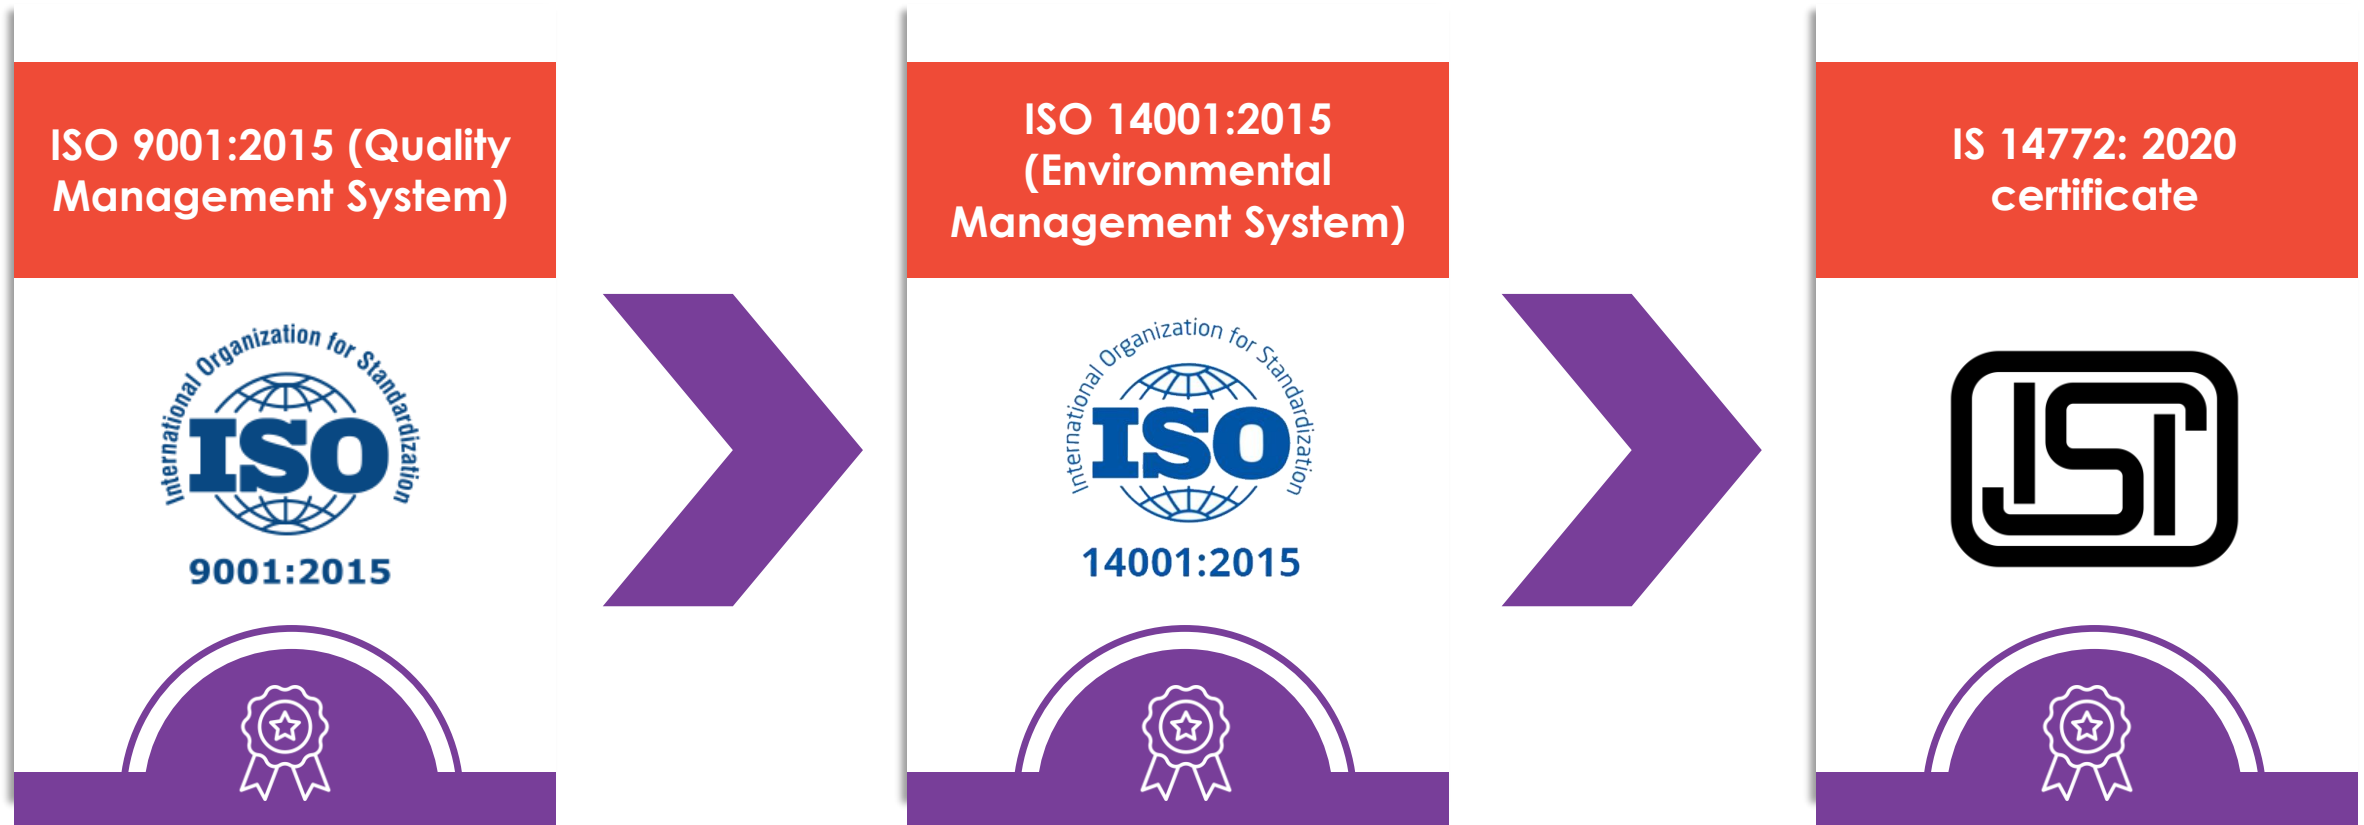 ISO 9001:2015 (Quality
Management System)
International Organization for Standardization
ISO
9001:2015
ISO 14001:2015
(Environmental
Management System)
International Organization for Standardization
ISO
14001:2015
IS 14772: 2020
certificate
ISI